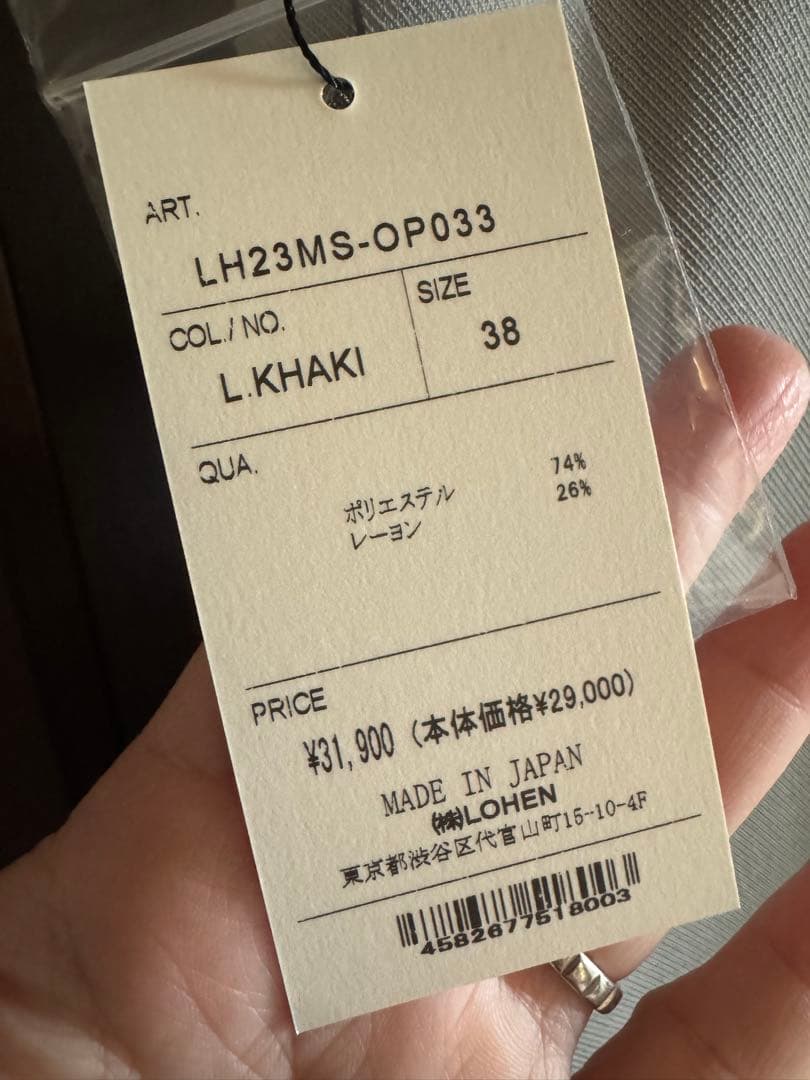 ART.
LH23MS-OP033
COL./NO.
L.KHAKI
SIZE
38
QUA.
ポリエステル 74%
レーヨン 26%
PRICE
¥31,900 (本体価格¥29,000)
MADE IN JAPAN
㈱LOHEN
東京都渋谷区代官山町15-10-4F
4582677518003